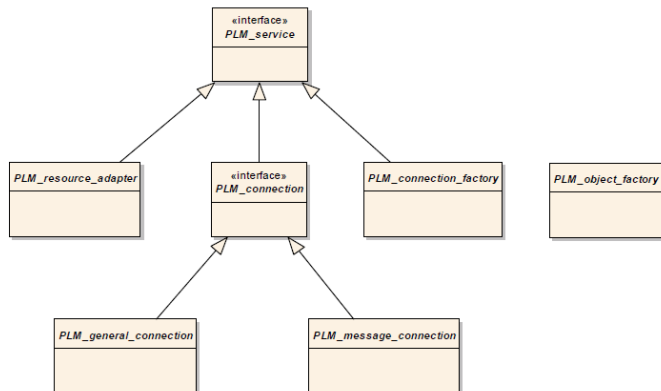 «interface»
PLM_service
PLM_resource_adapter
«interface»
PLM_connection
PLM_connection_factory
PLM_object_factory
PLM_general_connection
PLM_message_connection